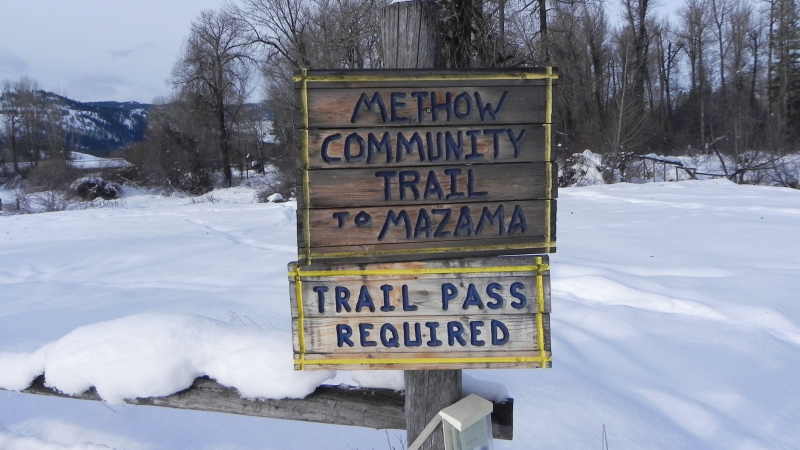 METHOW
COMMUNITY
TRAIL
TO MAZAMA
TRAIL PASS
REQUIRED